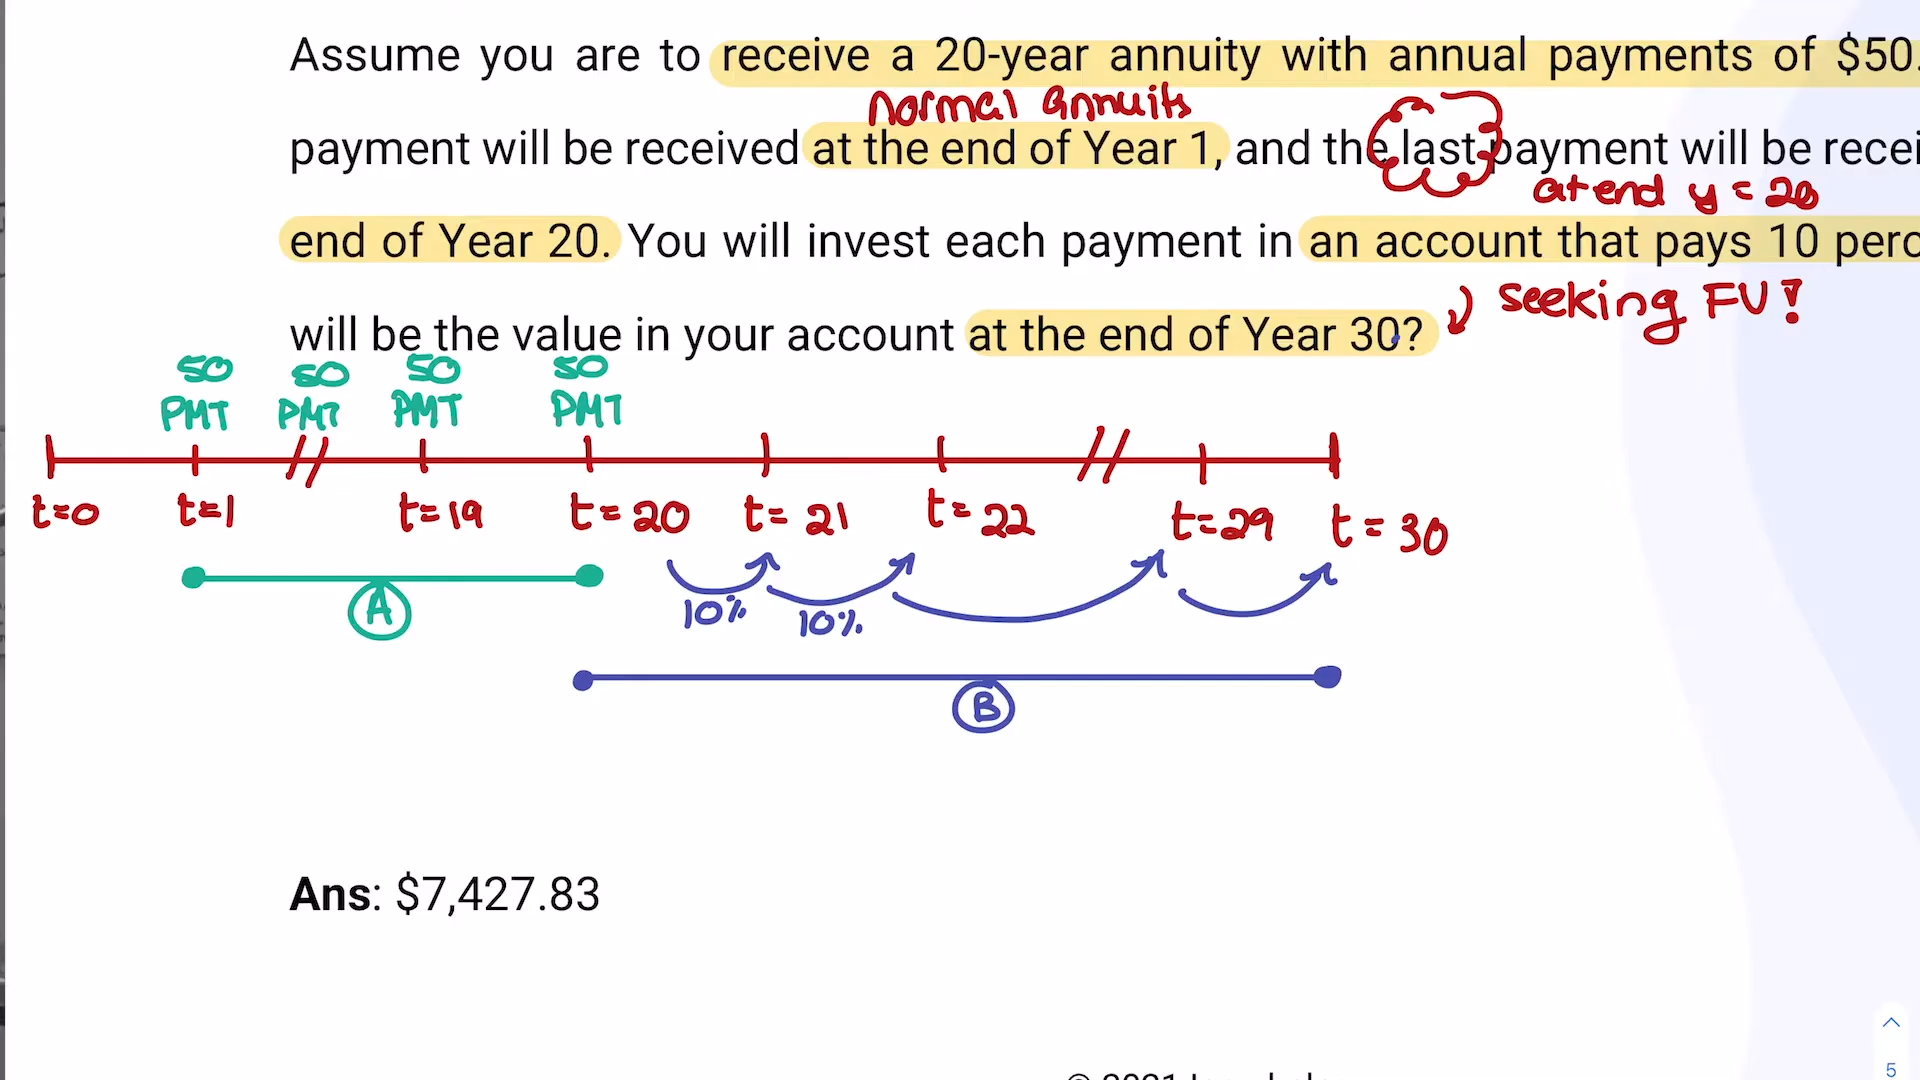 Assume you are to receive a 20-year annuity with annual payments of $50.
normal annuity
payment will be received at the end of Year 1, and the last payment will be recei
at end y = 20
end of Year 20. You will invest each payment in an account that pays 10 perc
seeking FV!
will be the value in your account at the end of Year 30?
50 50 50 50
PMT PMT PMT PMT
t=0 t=1 t=19 t=20 t=21 t=22 t=29 t=30
A 10% 10%
B
Ans: $7,427.83
5